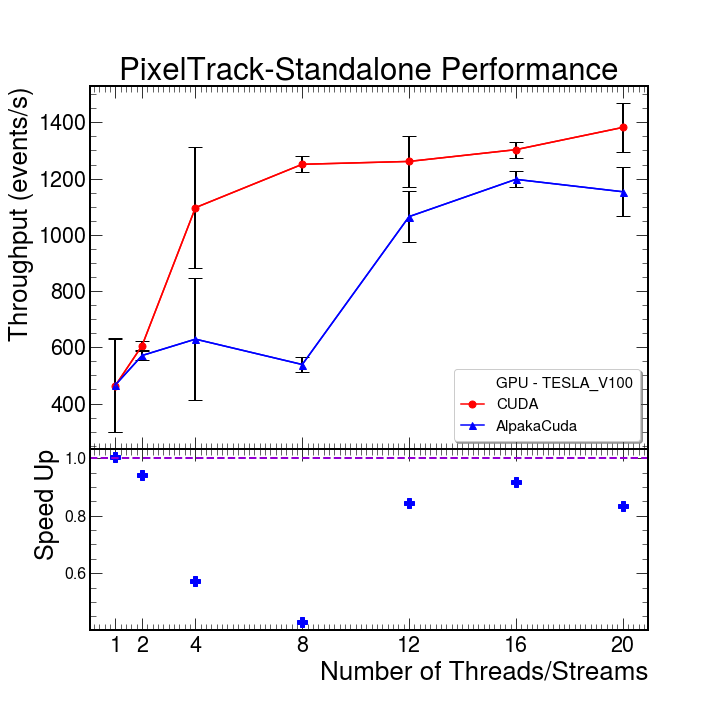 PixelTrack-Standalone Performance
Throughput (events/s)
1400
1200
1000
800
600
400
GPU - TESLA_V100
CUDA
AlpakaCuda
Speed Up
1.0
0.8
0.6
1 2 4 8 12 16 20
Number of Threads/Streams